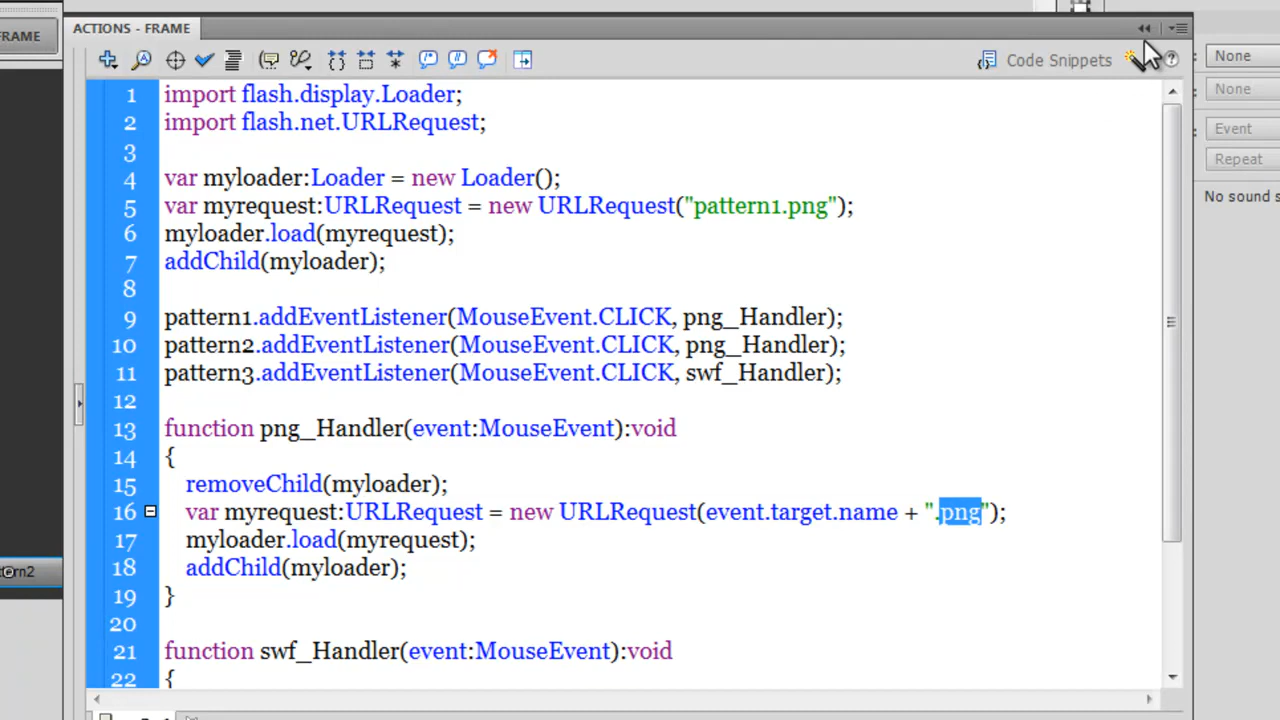 FRAME
ACTIONS - FRAME
Code Snippets
None
None
Event
Repeat
No sound s
1 import flash.display.Loader;
2 import flash.net.URLRequest;
3
4 var myloader:Loader = new Loader();
5 var myrequest:URLRequest = new URLRequest("pattern1.png");
6 myloader.load(myrequest);
7 addChild(myloader);
8
9 pattern1.addEventListener(MouseEvent.CLICK, png_Handler);
10 pattern2.addEventListener(MouseEvent.CLICK, png_Handler);
11 pattern3.addEventListener(MouseEvent.CLICK, swf_Handler);
12
13 function png_Handler(event:MouseEvent):void
14 {
15 removeChild(myloader);
16 var myrequest:URLRequest = new URLRequest(event.target.name + ".png");
17 myloader.load(myrequest);
18 addChild(myloader);
19 }
20
21 function swf_Handler(event:MouseEvent):void
22 {